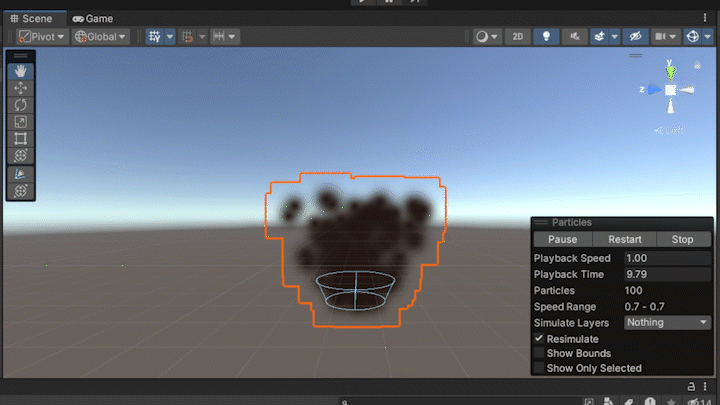 Scene Game
Pivot Global 2D
y
z
Left
Particles
Pause Restart Stop
Playback Speed 1.00
Playback Time 9.79
Particles 100
Speed Range 0.7 - 0.7
Simulate Layers Nothing
Resimulate
Show Bounds
Show Only Selected
14